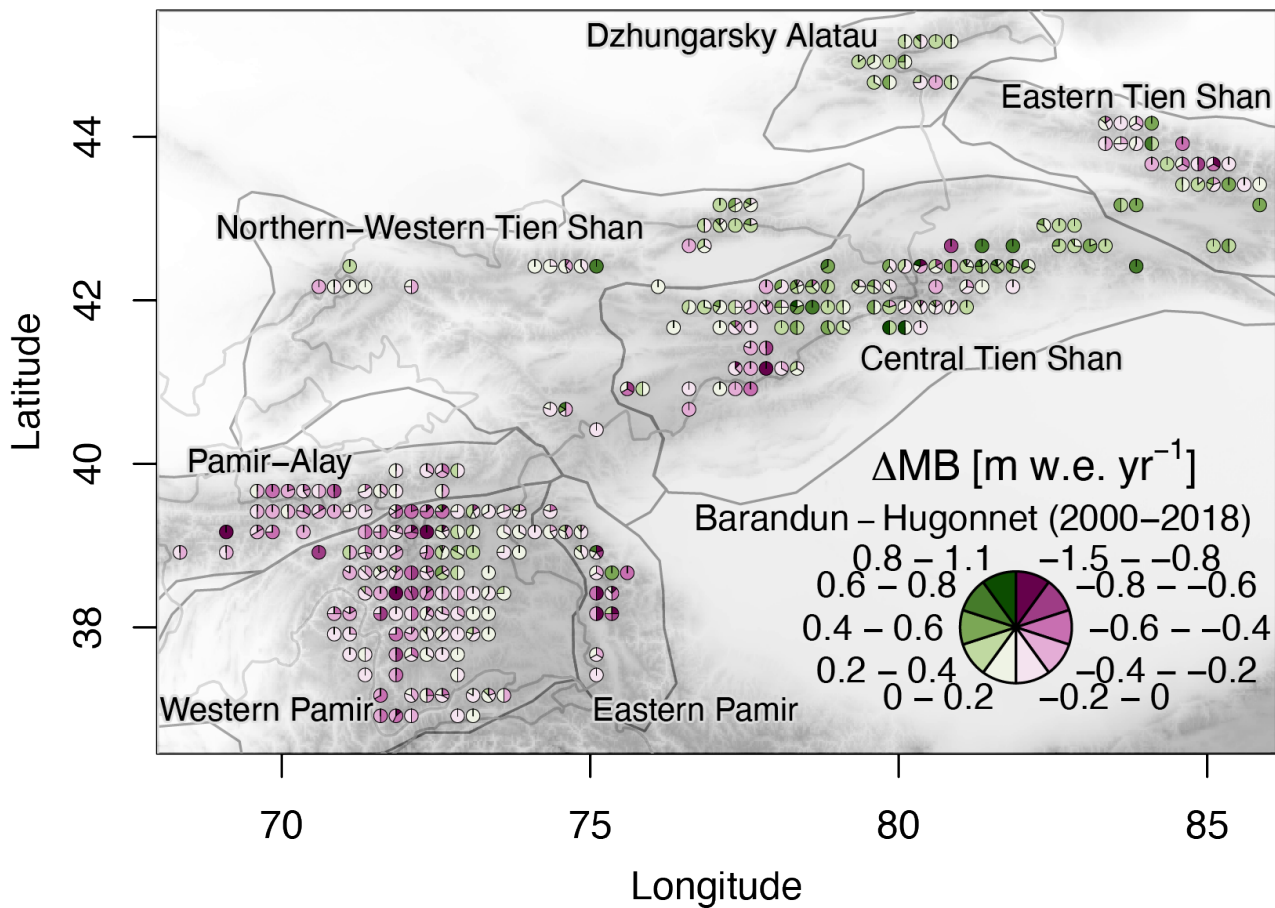 Dzhungarsky Alatau
Eastern Tien Shan
Northern−Western Tien Shan
Central Tien Shan
Pamir−Alay
Western Pamir
Eastern Pamir
ΔMB [m w.e. yr−1]
Barandun − Hugonnet (2000−2018)
0.8 − 1.1 −1.5 − −0.8
0.6 − 0.8 −0.8 − −0.6
0.4 − 0.6 −0.6 − −0.4
0.2 − 0.4 −0.4 − −0.2
0 − 0.2 −0.2 − 0
Latitude
44
42
40
38
70 75 80 85
Longitude